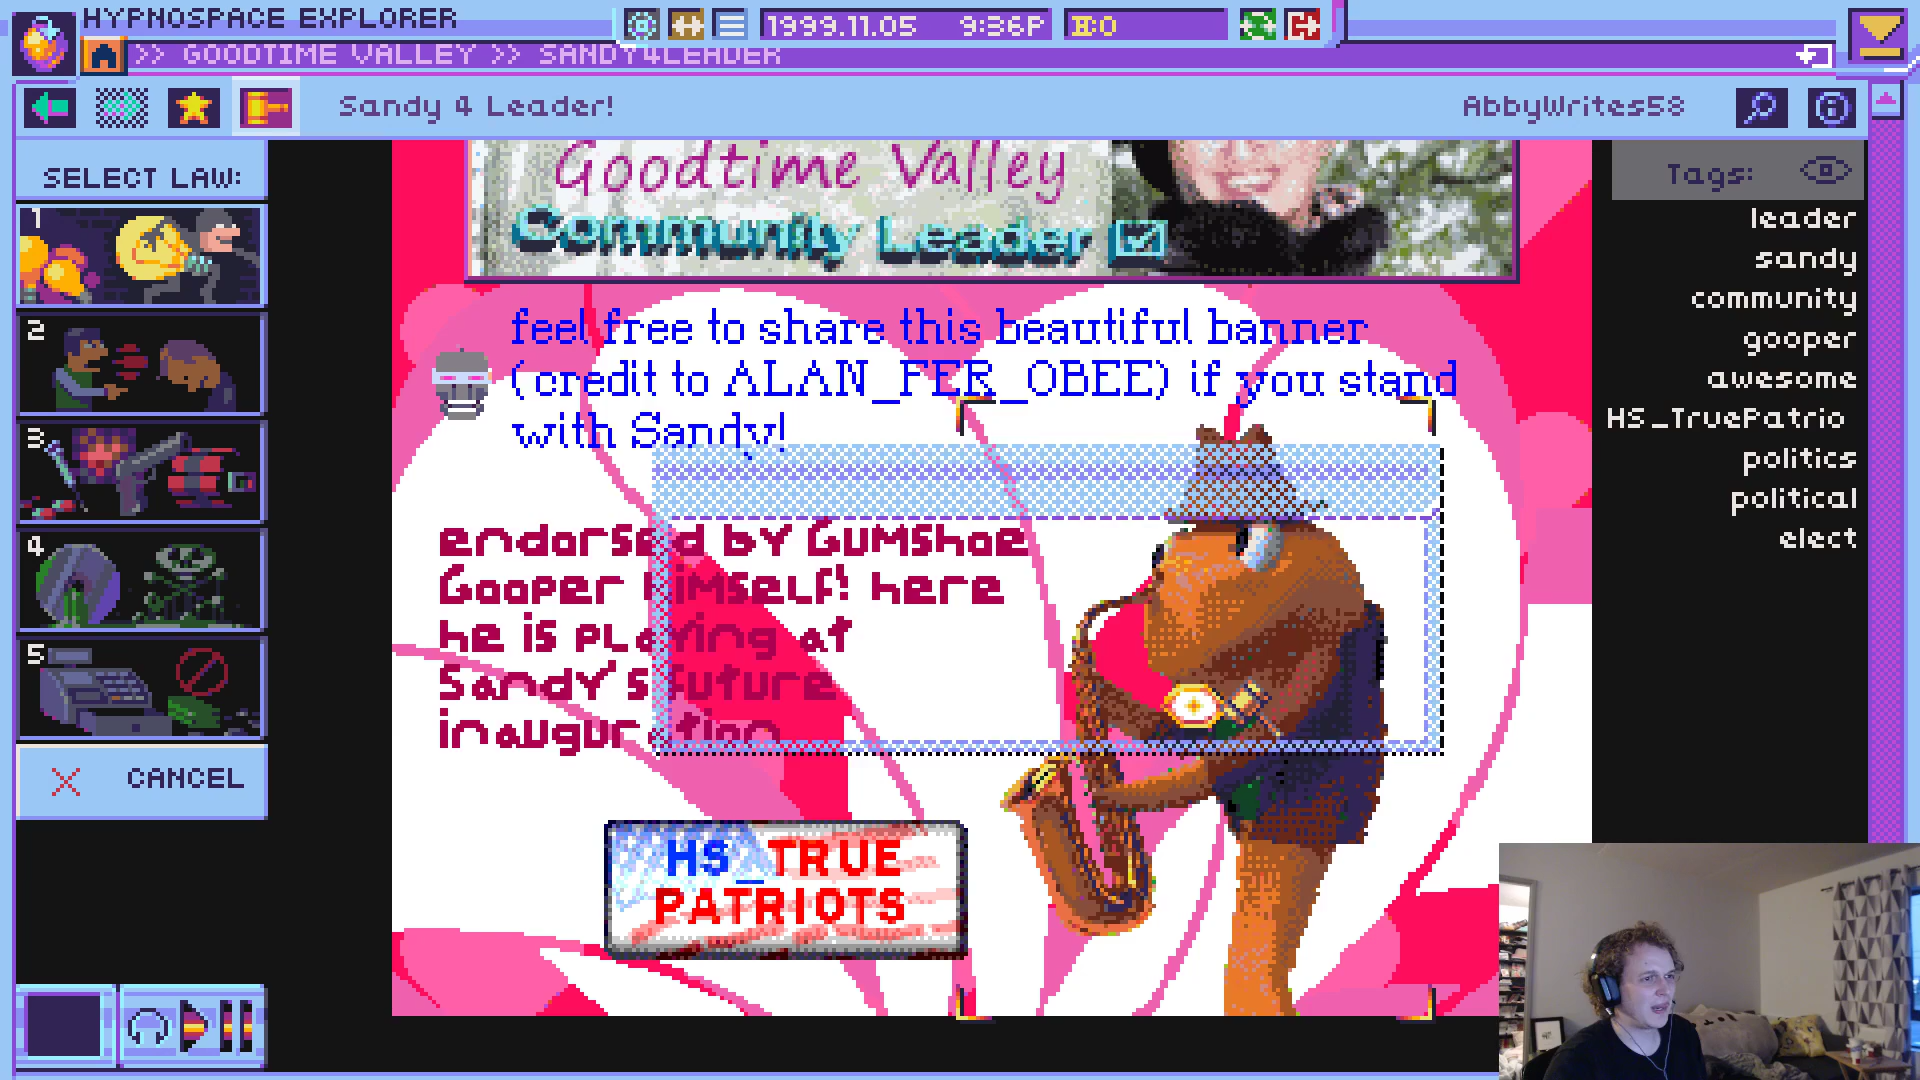 HYPNOSPACE EXPLORER
1999.11.05 9:36P
0
>> GOODTIME VALLEY >> SANDY4LEADER
Sandy 4 Leader!
AbbyWrites58
SELECT LAW:
1
2
3
4
5
CANCEL
Goodtime Valley
Community Leader
feel free to share this beautiful banner
(credit to ALAN_PER_OBEE) if you stand
with Sandy!
endorsed by Gumshoe
Gooper himself! here
he is playing at
Sandy's future
inauguration
HS_TRUE
PATRIOTS
Tags:
leader
sandy
community
gooper
awesome
HS_TruePatrio
politics
political
elect